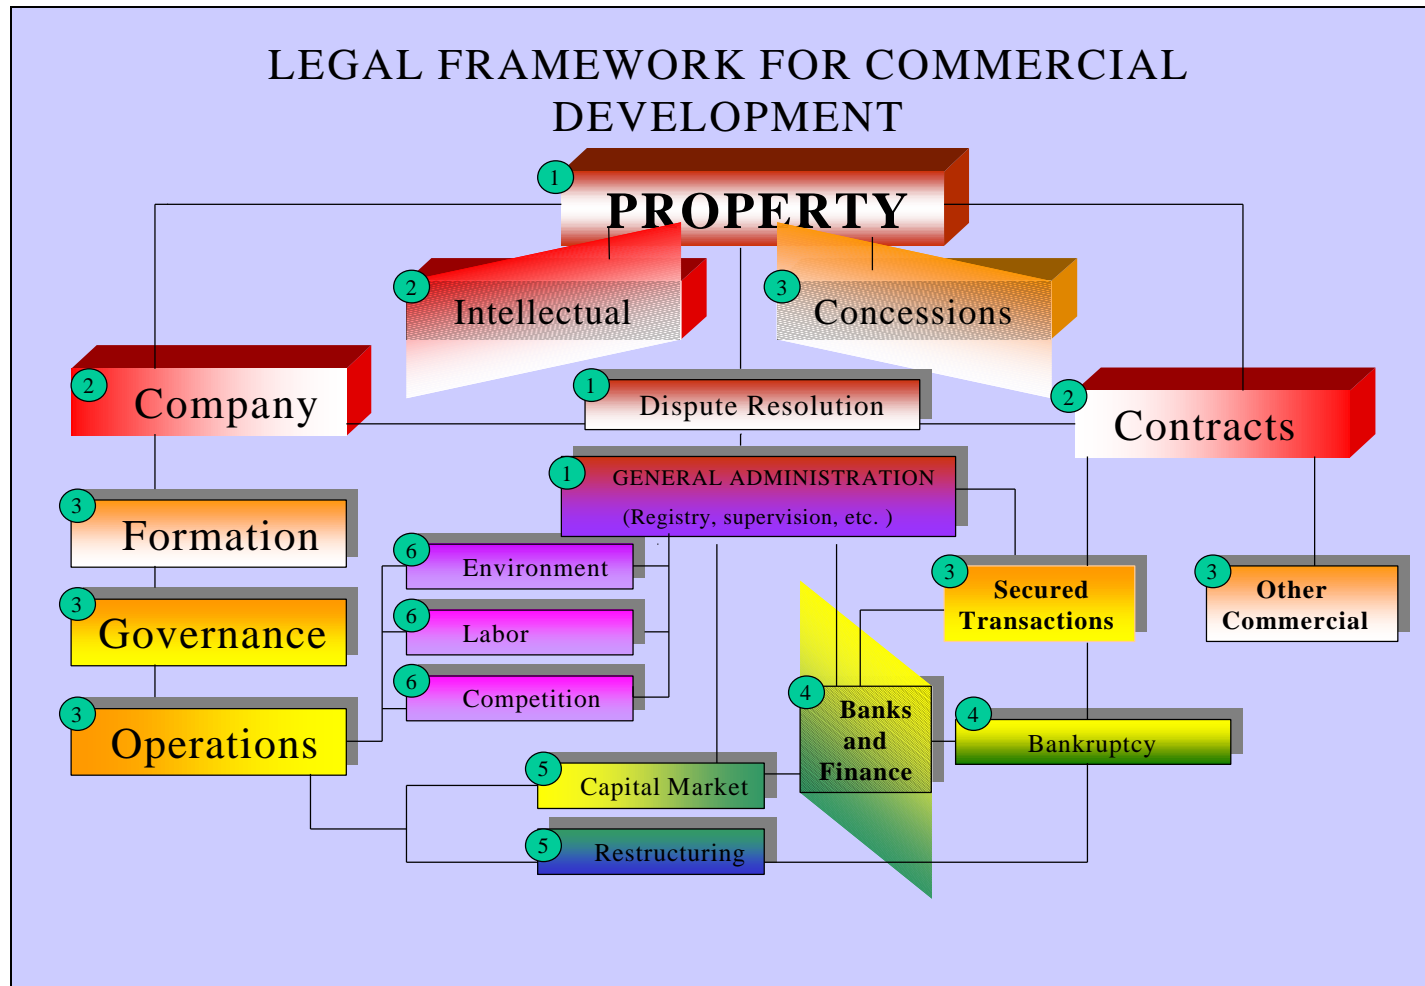 LEGAL FRAMEWORK FOR COMMERCIAL
DEVELOPMENT
1
PROPERTY
2
Intellectual
3
Concessions
2
Company
1
Dispute Resolution
2
Contracts
1
GENERAL ADMINISTRATION
(Registry, supervision, etc. )
3
Formation
6
Environment
3
Secured
Transactions
3
Other
Commercial
3
Governance
6
Labor
6
Competition
3
Operations
4
Banks
and
Finance
4
Bankruptcy
5
Capital Market
5
Restructuring